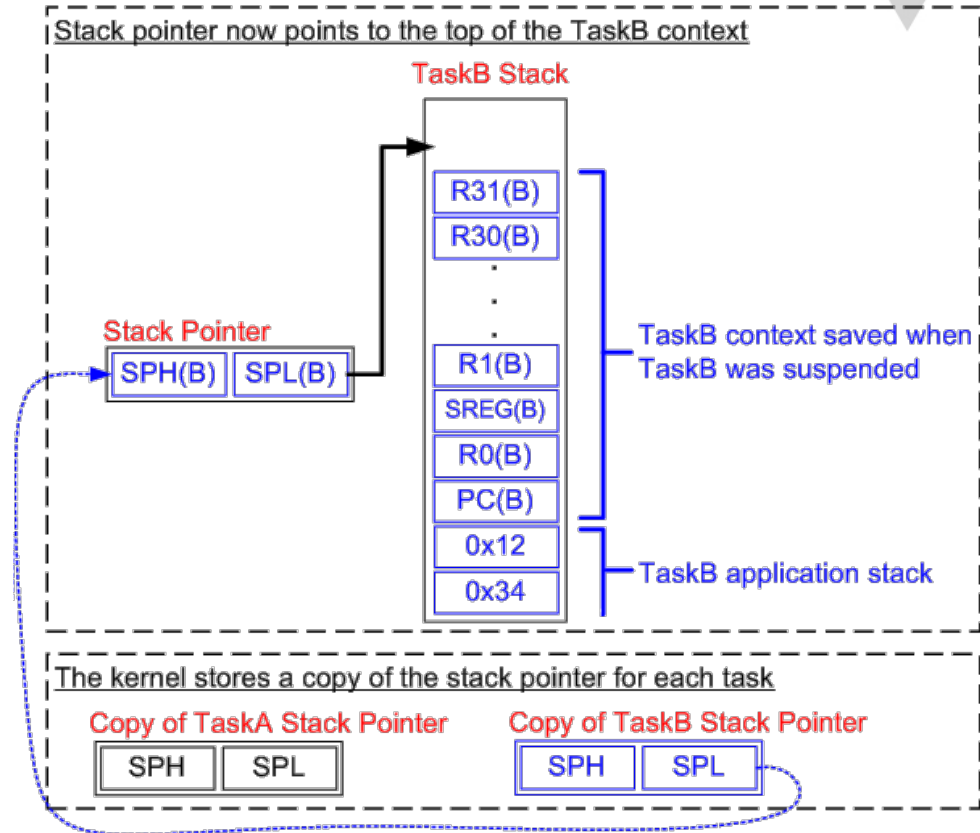 Stack pointer now points to the top of the TaskB context
TaskB Stack
R31(B)
R30(B)
.
.
.
Stack Pointer
SPH(B) SPL(B)
R1(B)
SREG(B)
R0(B)
PC(B)
TaskB context saved when
TaskB was suspended
0x12
0x34
TaskB application stack
The kernel stores a copy of the stack pointer for each task
Copy of TaskA Stack Pointer
SPH SPL
Copy of TaskB Stack Pointer
SPH SPL